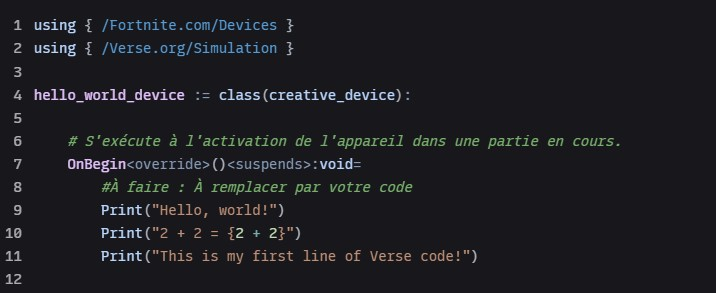 1 using { /Fortnite.com/Devices }
2 using { /Verse.org/Simulation }
3
4 hello_world_device := class(creative_device):
5
6     # S'exécute à l'activation de l'appareil dans une partie en cours.
7     OnBegin<override>()<suspends>:void=
8         #À faire : À remplacer par votre code
9         Print("Hello, world!")
10         Print("2 + 2 = {2 + 2}")
11         Print("This is my first line of Verse code!")
12